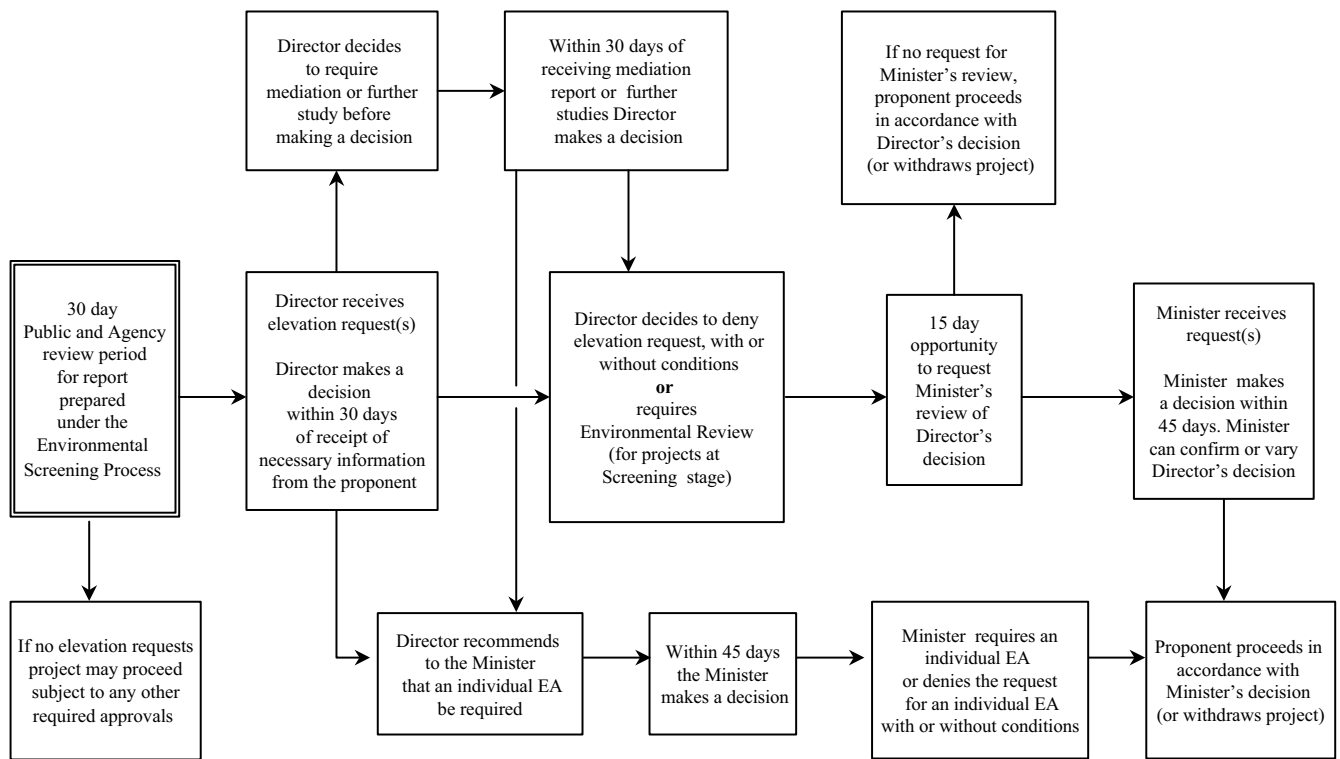 Director decides
to require
mediation or further
study before
making a decision
Within 30 days of
receiving mediation
report or further
studies Director
makes a decision
If no request for
Minister’s review,
proponent proceeds
in accordance with
Director’s decision
(or withdraws project)
30 day
Public and Agency
review period
for report
prepared
under the
Environmental
Screening Process
Director receives
elevation request(s)
Director makes a
decision
within 30 days
of receipt of
necessary information
from the proponent
Director decides to deny
elevation request, with or
without conditions
or
requires
Environmental Review
(for projects at
Screening stage)
15 day
opportunity
to request
Minister’s
review of
Director’s
decision
Minister receives
request(s)
Minister makes
a decision within
45 days. Minister
can confirm or vary
Director’s decision
If no elevation requests
project may proceed
subject to any other
required approvals
Director recommends
to the Minister
that an individual EA
be required
Within 45 days
the Minister
makes a decision
Minister requires an
individual EA
or denies the request
for an individual EA
with or without conditions
Proponent proceeds in
accordance with
Minister’s decision
(or withdraws project)